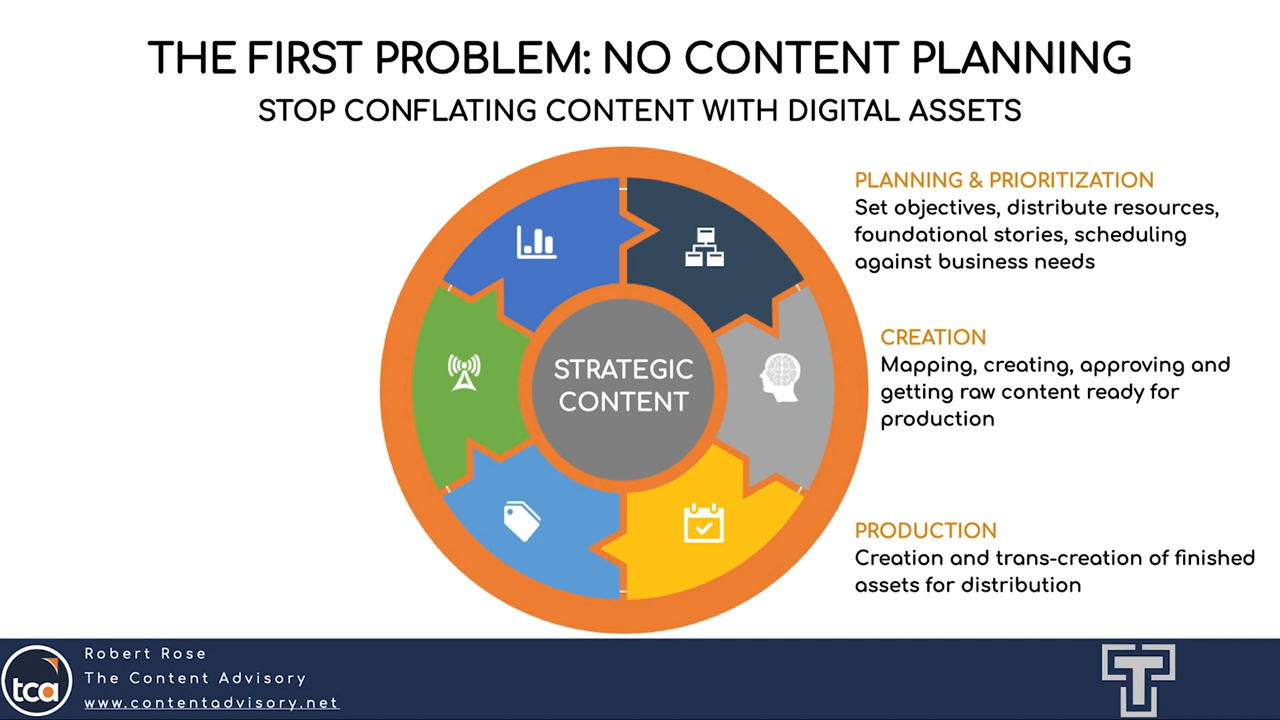 THE FIRST PROBLEM: NO CONTENT PLANNING
STOP CONFLATING CONTENT WITH DIGITAL ASSETS
PLANNING & PRIORITIZATION
Set objectives, distribute resources,
foundational stories, scheduling
against business needs
STRATEGIC
CONTENT
CREATION
Mapping, creating, approving and
getting raw content ready for
production
PRODUCTION
Creation and trans-creation of finished
assets for distribution
tca
Robert Rose
The Content Advisory
www.contentadvisory.net
T